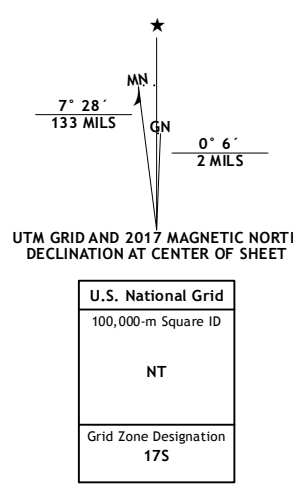 MN
7° 28´
133 MILS
GN
0° 6´
2 MILS
UTM GRID AND 2017 MAGNETIC NORT
DECLINATION AT CENTER OF SHEET
U.S. National Grid
100,000-m Square ID
NT
Grid Zone Designation
17S